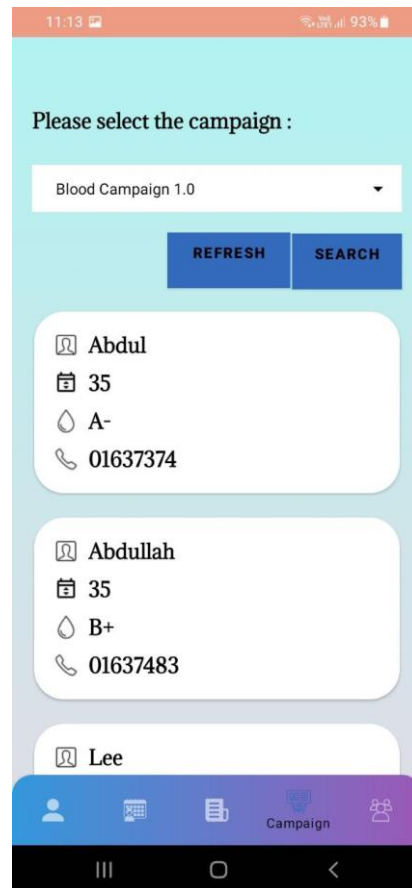 11:13
93%
Please select the campaign :
Blood Campaign 1.0
REFRESH
SEARCH
Abdul
35
A-
01637374
Abdullah
35
B+
01637483
Lee
Campaign